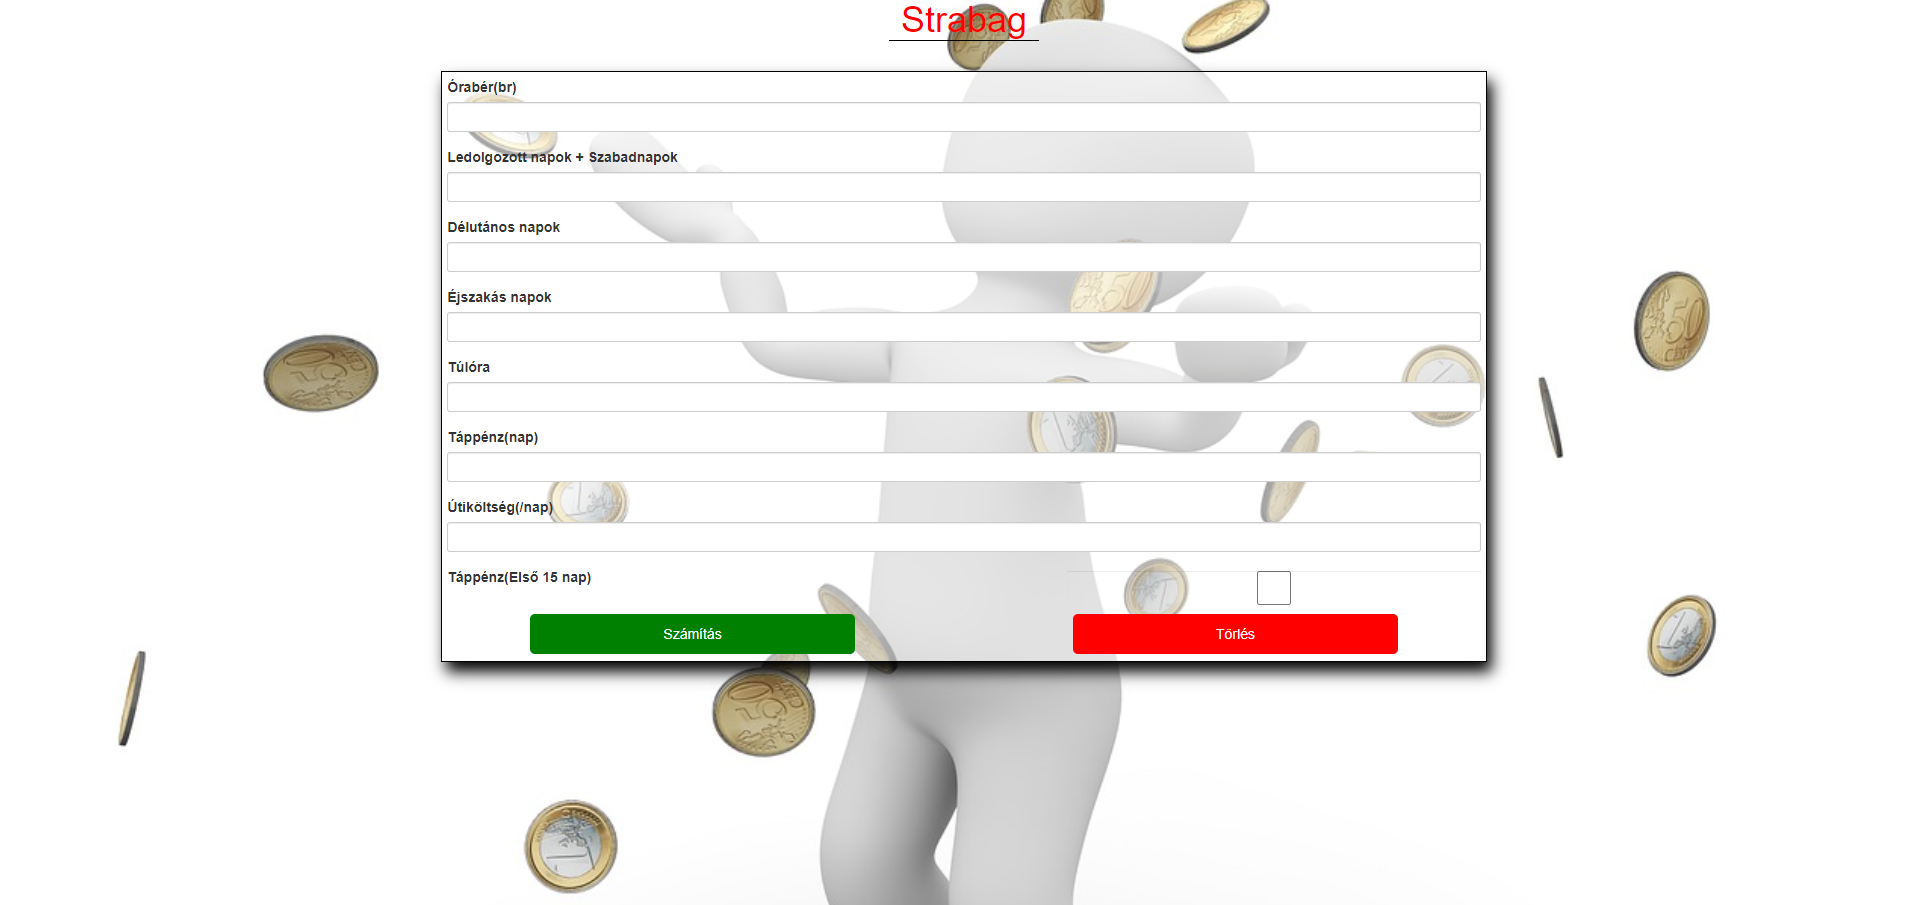 Strabag
Órabér(br)
Ledolgozott napok + Szabadnapok
Délutános napok
Éjszakás napok
Túlóra
Táppénz(nap)
Útiköltség(/nap)
Táppénz(Első 15 nap)
Számítás
Törlés